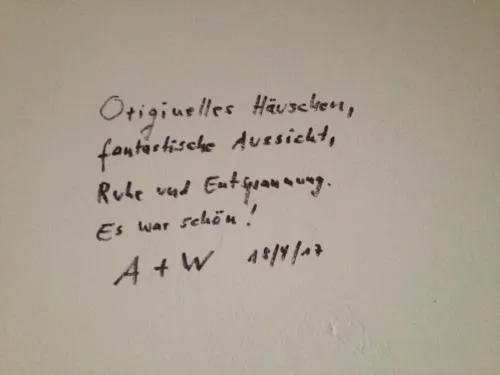 Originelles Häuschen,
fantastische Aussicht,
Ruhe und Entspannung.
Es war schön!
A + W 18/4/17